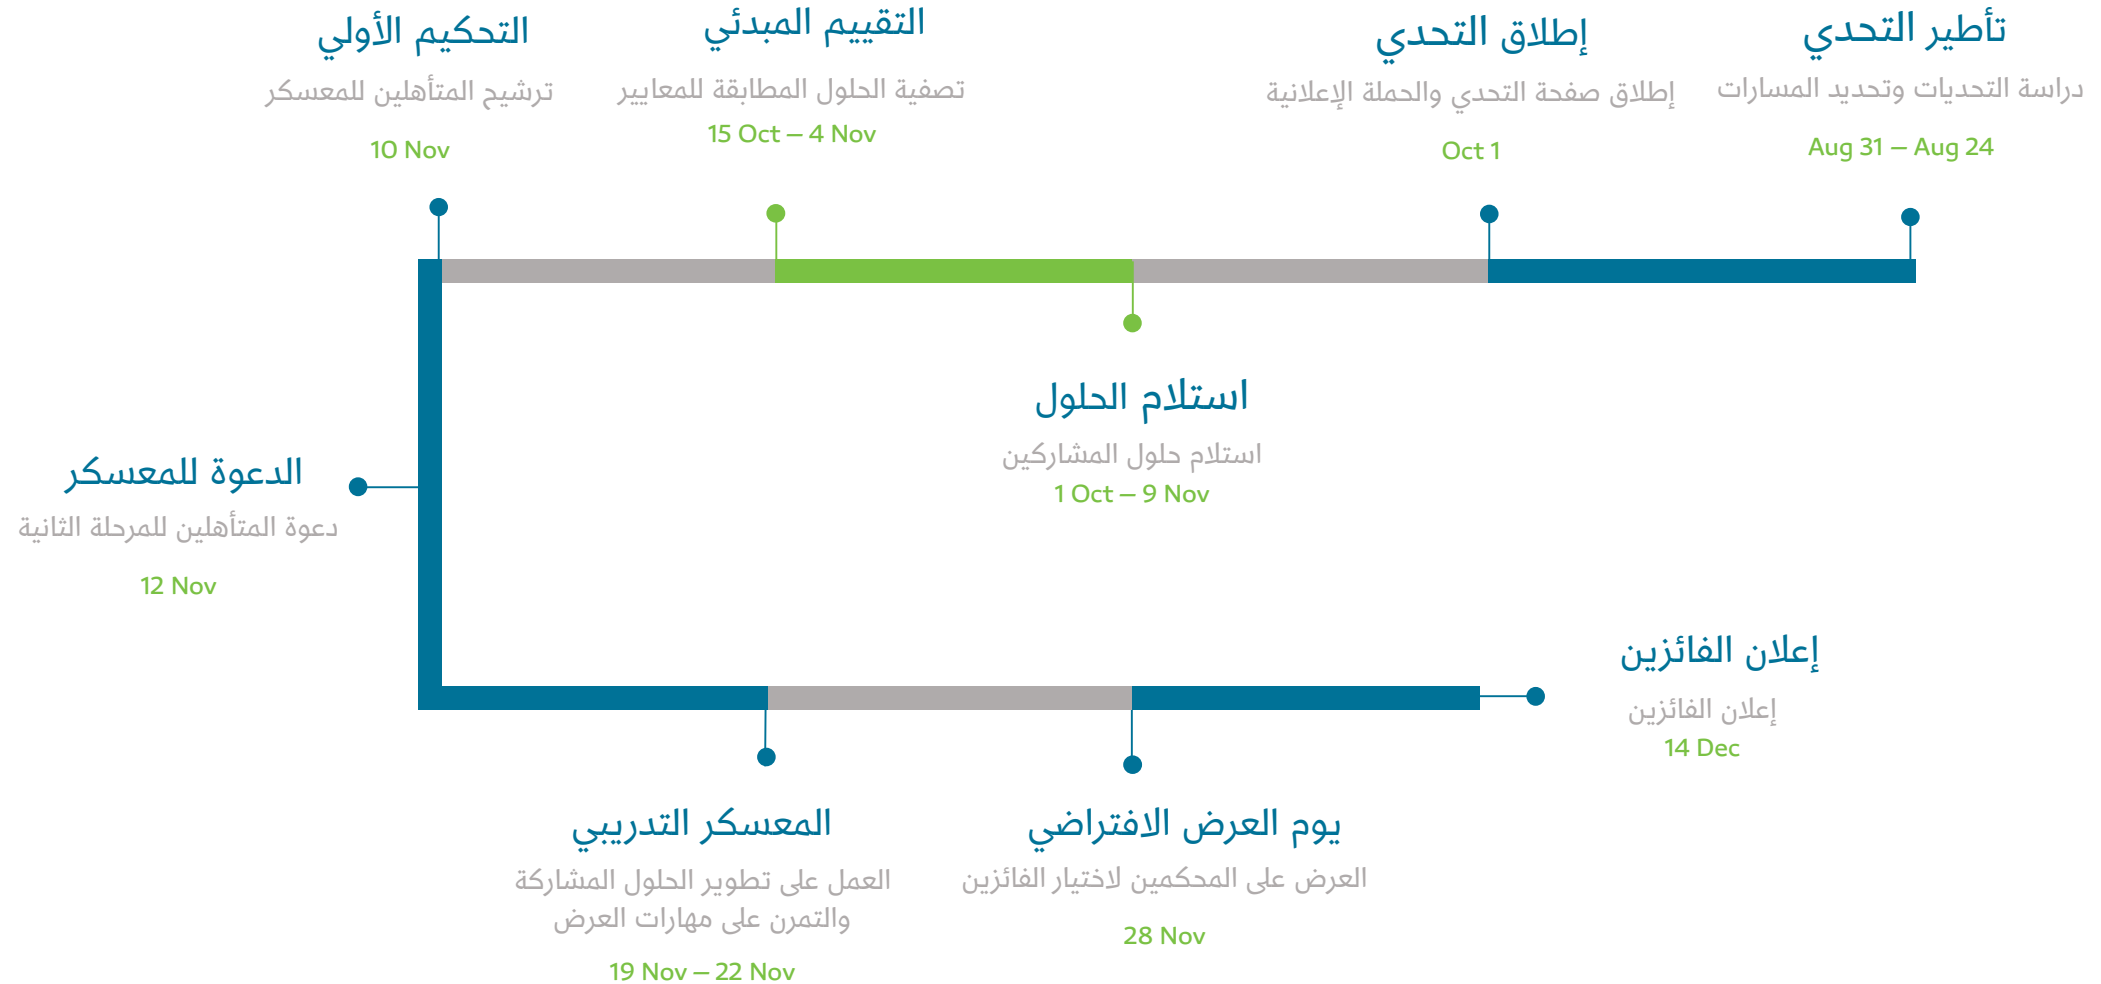 تأطير التحدي
دراسة التحديات وتحديد المسارات
Aug 31 – Aug 24
إطلاق التحدي
إطلاق صفحة التحدي والحملة الإعلانية
Oct 1
استلام الحلول
استلام حلول المشاركين
1 Oct – 9 Nov
التقييم المبدئي
تصفية الحلول المطابقة للمعايير
15 Oct – 4 Nov
التحكيم الأولي
ترشيح المتأهلين للمعسكر
10 Nov
الدعوة للمعسكر
دعوة المتأهلين للمرحلة الثانية
12 Nov
المعسكر التدريبي
العمل على تطوير الحلول المشاركة
والتمرن على مهارات العرض
19 Nov – 22 Nov
يوم العرض الافتراضي
العرض على المحكمين لاختيار الفائزين
28 Nov
إعلان الفائزين
إعلان الفائزين
14 Dec